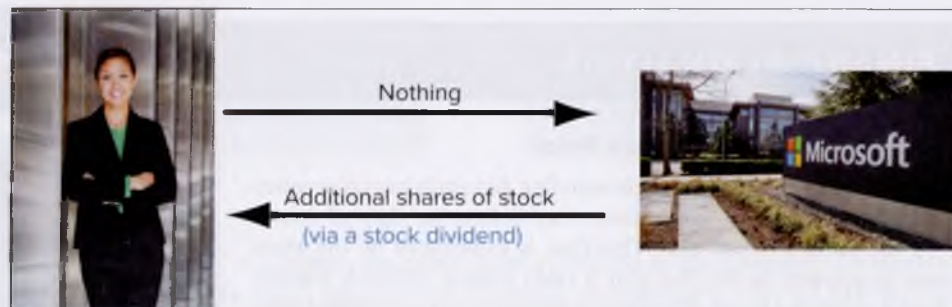 Nothing
Microsoft
Additional shares of stock
(via a stock dividend)